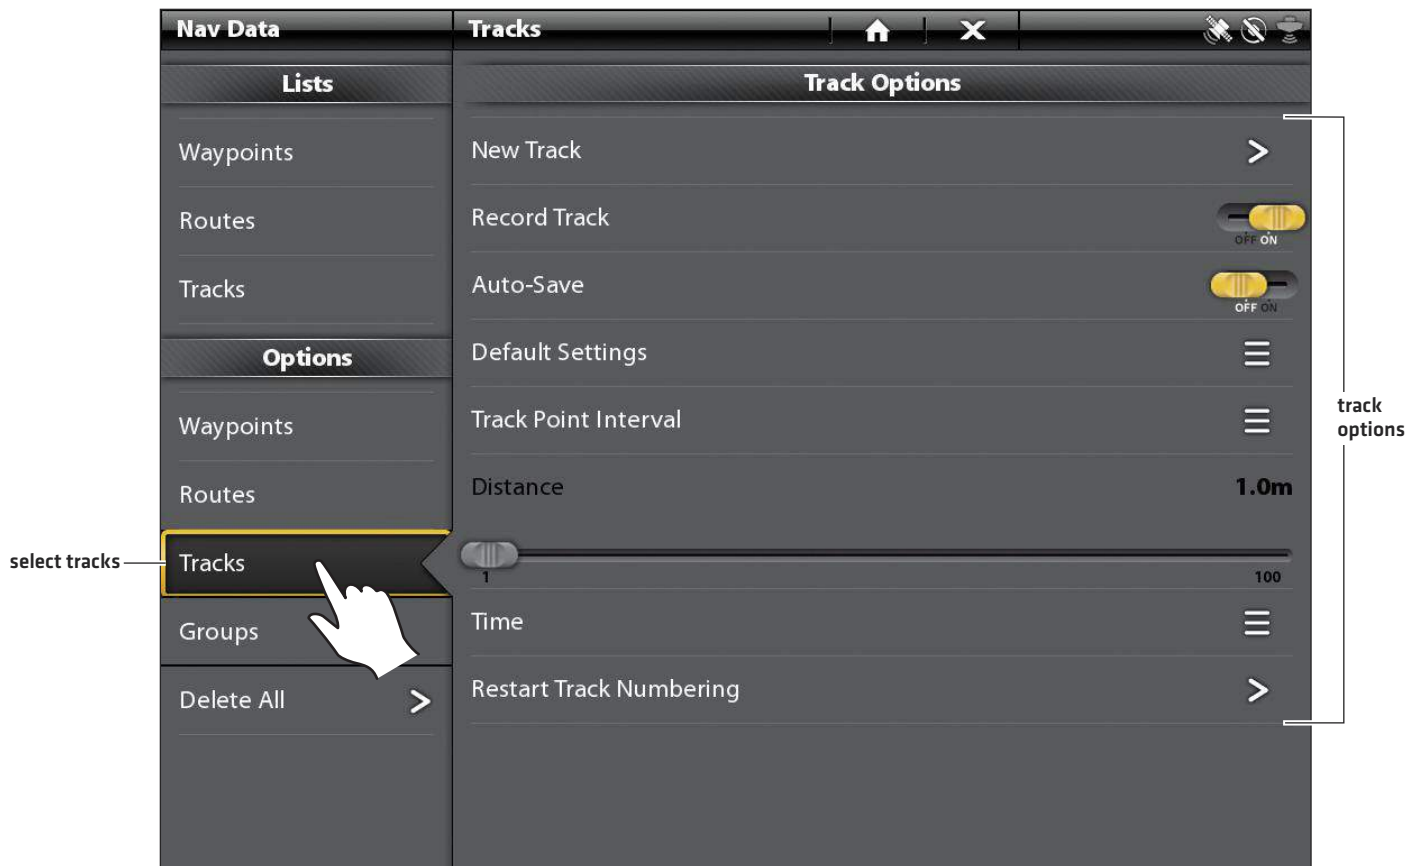 Nav Data
Tracks
Lists
Waypoints
Routes
Tracks
Options
Waypoints
Routes
select tracks
Tracks
Groups
Delete All
Track Options
New Track
Record Track
OFF ON
Auto-Save
OFF ON
Default Settings
Track Point Interval
Distance 1.0m
1 100
Time
Restart Track Numbering
track
options